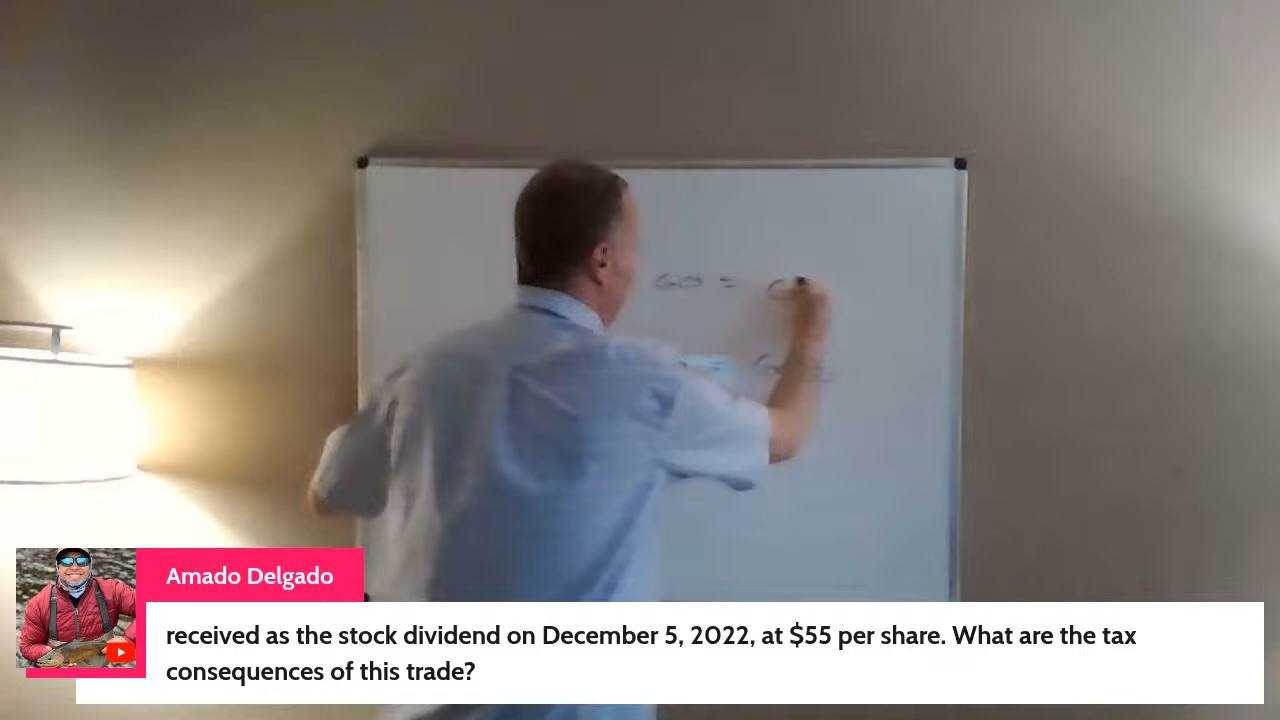 60 =
Amado Delgado
received as the stock dividend on December 5, 2022, at $55 per share. What are the tax
consequences of this trade?